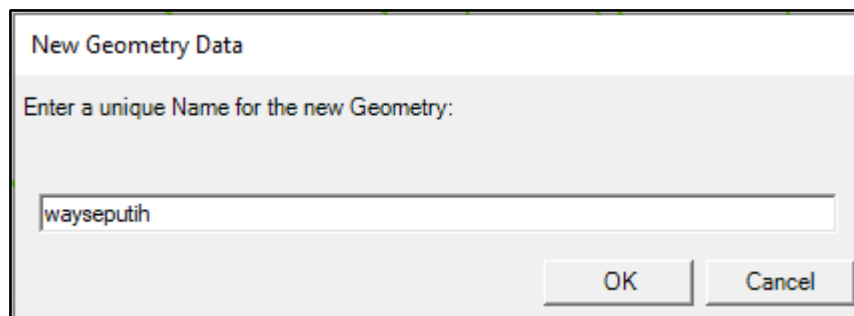 New Geometry Data
Enter a unique Name for the new Geometry:
wayseputih
OK Cancel